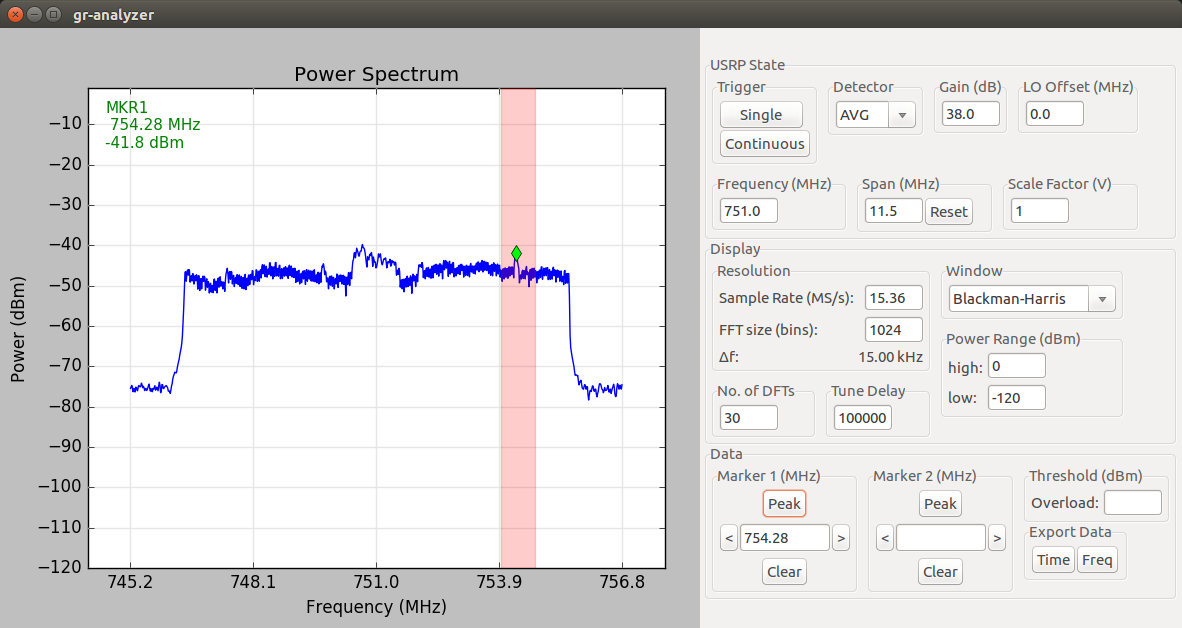 gr-analyzer
Power Spectrum
MKR1
754.28 MHz
-41.8 dBm
−10
−20
−30
−40
−50
−60
−70
−80
−90
−100
−110
−120
Power (dBm)
745.2 748.1 751.0 753.9 756.8
Frequency (MHz)
USRP State
Trigger Detector Gain (dB) LO Offset (MHz)
Single AVG 38.0 0.0
Continuous
Frequency (MHz) Span (MHz) Scale Factor (V)
751.0 11.5 Reset 1
Display
Resolution Window
Sample Rate (MS/s): 15.36 Blackman-Harris
FFT size (bins): 1024 Power Range (dBm)
Δf: 15.00 kHz high: 0
No. of DFTs Tune Delay low: -120
30 100000
Data
Marker 1 (MHz) Marker 2 (MHz) Threshold (dBm)
Peak Peak Overload:
< 754.28 > < > Export Data
Clear Clear Time Freq